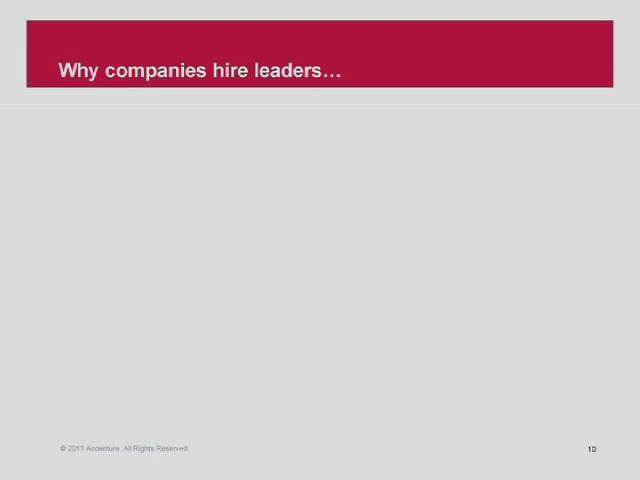 Why companies hire leaders…
© 2011 Accenture All Rights Reserved.
10